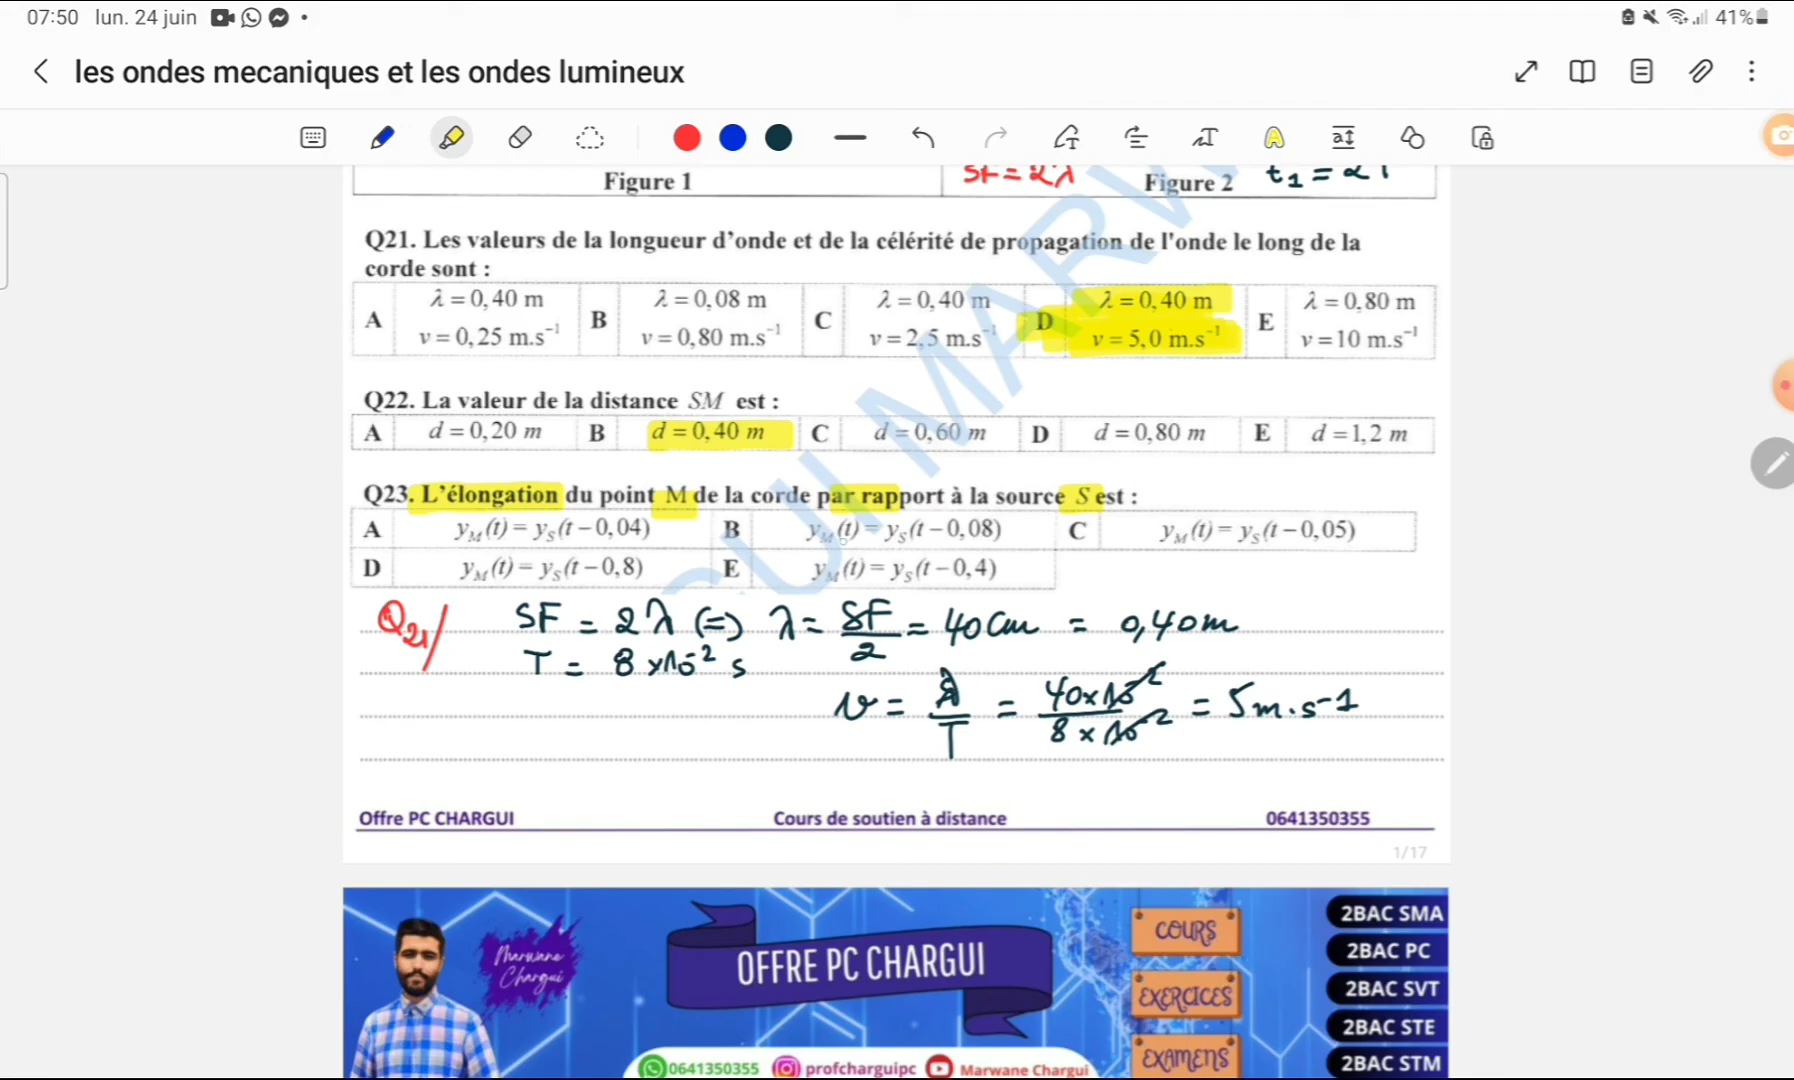 07:50 lun. 24 juin
41%
les ondes mecaniques et les ondes lumineux
Figure 1
SF = 2λ
Figure 2
Q21. Les valeurs de la longueur d'onde et de la célérité de propagation de l'onde le long de la
corde sont :
A λ = 0,40 m v = 0,25 m.s⁻¹
B λ = 0,08 m v = 0,80 m.s⁻¹
C λ = 0,40 m v = 2,5 m.s⁻¹
D λ = 0,40 m v = 5,0 m.s⁻¹
E λ = 0,80 m v = 10 m.s⁻¹
Q22. La valeur de la distance SM est :
A d = 0,20 m B d = 0,40 m C d = 0,60 m D d = 0,80 m E d = 1,2 m
Q23. L'élongation du point M de la corde par rapport à la source S est :
A y_M(t) = y_S(t − 0,04) B y_M(t) = y_S(t − 0,08) C y_M(t) = y_S(t − 0,05)
D y_M(t) = y_S(t − 0,8) E y_M(t) = y_S(t − 0,4)
Q21/ SF = 2λ (=) λ = SF/2 = 40 cm = 0,40m
T = 8 x10⁻² s
v = λ/T = 40x10⁻²/8 x 10⁻² = 5m.s-1
Offre PC CHARGUI Cours de soutien à distance 0641350355
1/17
Marwane
Chargui
OFFRE PC CHARGUI
COURS
EXERCICES
EXAMENS
2BAC SMA
2BAC PC
2BAC SVT
2BAC STE
2BAC STM
0641350355 profcharguipc Marwane Chargui